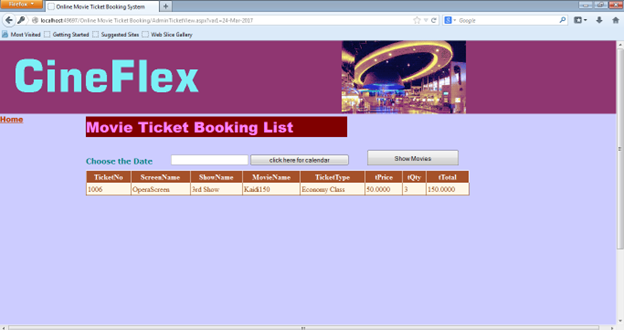 Firefox
Online Movie Ticket Booking System
localhost:49697/Online Movie Ticket Booking/AdminTicketView.aspx?vad.=24-Mar-2017
Google
Most Visited Getting Started Suggested Sites Web Slice Gallery
CineFlex
Home
Movie Ticket Booking List
Choose the Date click here for calendar Show Movies
TicketNo ScreenName ShowName MovieName TicketType tPrice tQty tTotal
1006 OperaScreen 3rd Show Economy Class 50.0000 3 150.0000